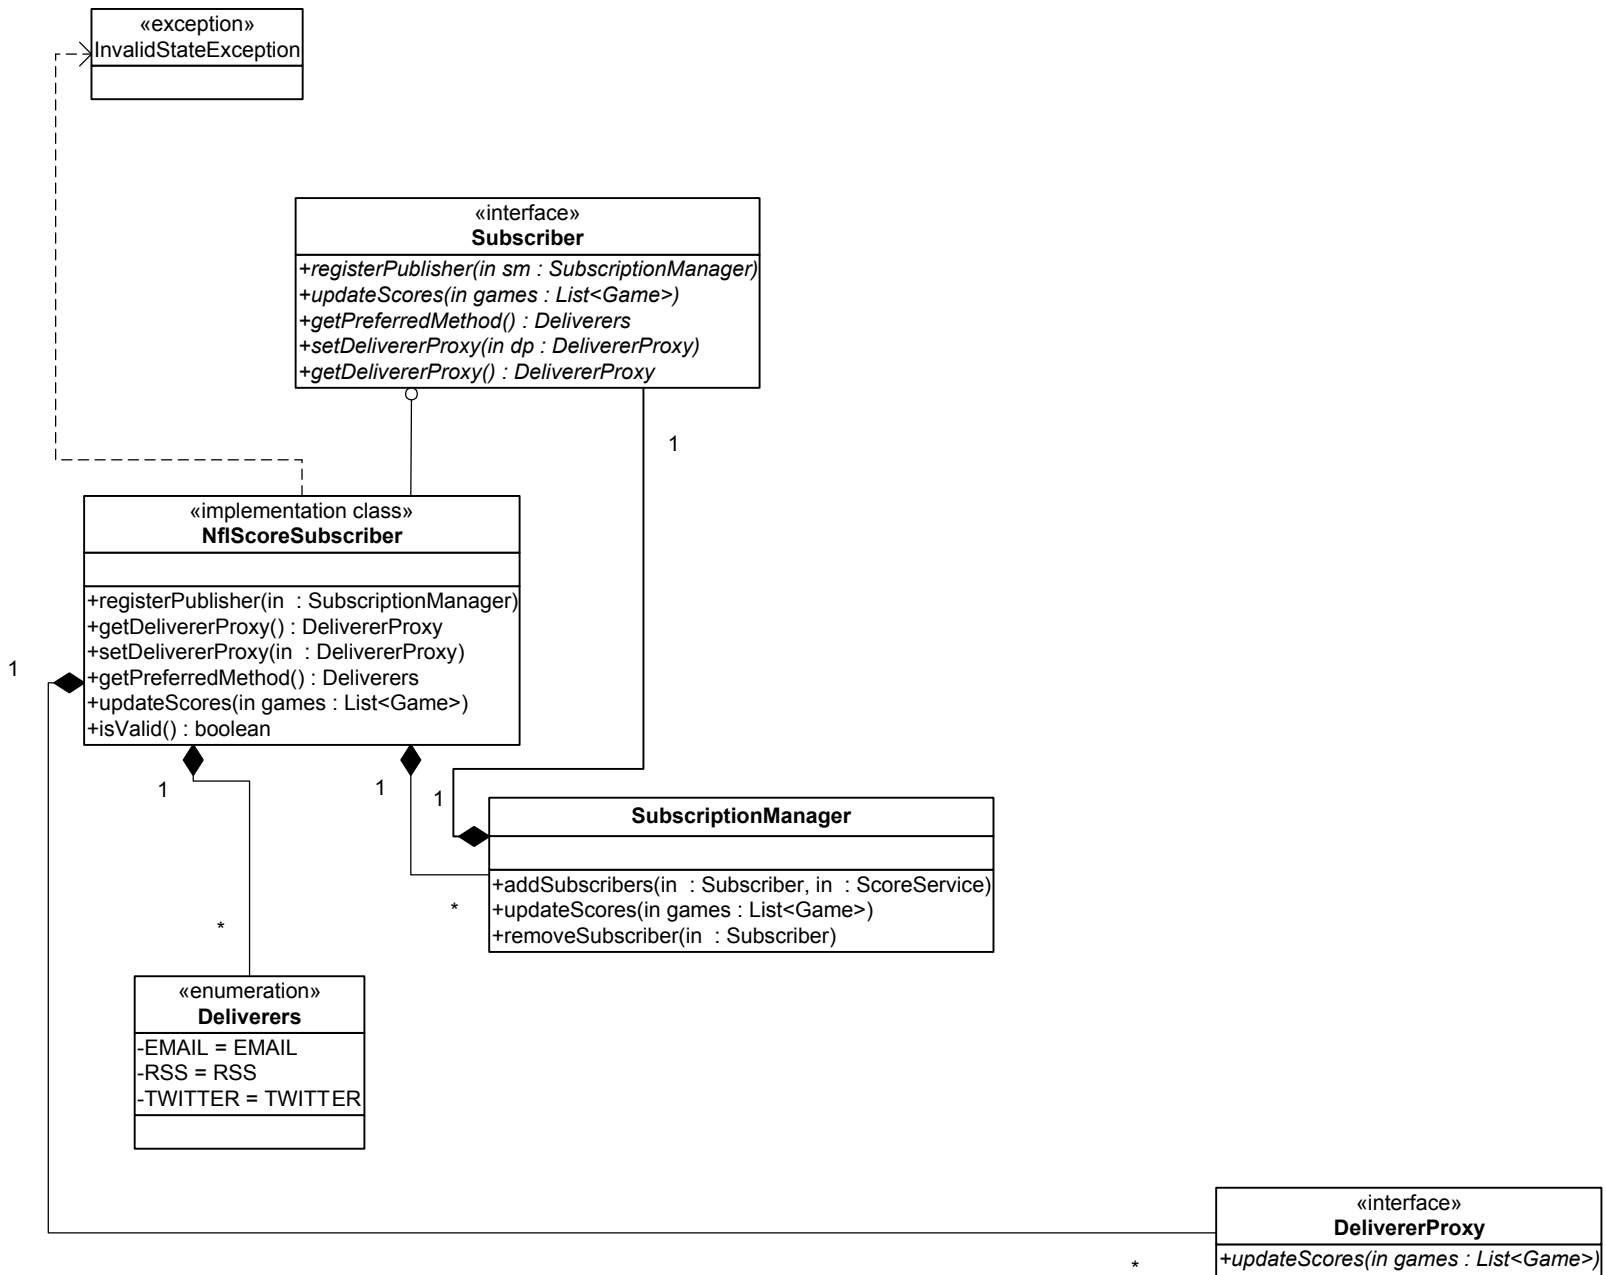 «exception»
InvalidStateException
«interface»
Subscriber
+registerPublisher(in sm : SubscriptionManager)
+updateScores(in games : List<Game>)
+getPreferredMethod() : Deliverers
+setDelivererProxy(in dp : DelivererProxy)
+getDelivererProxy() : DelivererProxy
1
«implementation class»
NflScoreSubscriber
+registerPublisher(in  : SubscriptionManager)
+getDelivererProxy() : DelivererProxy
+setDelivererProxy(in  : DelivererProxy)
+getPreferredMethod() : Deliverers
+updateScores(in games : List<Game>)
+isValid() : boolean
1
1
1
1
SubscriptionManager
+addSubscribers(in  : Subscriber, in  : ScoreService)
+updateScores(in games : List<Game>)
+removeSubscriber(in  : Subscriber)
*
*
«enumeration»
Deliverers
-EMAIL = EMAIL
-RSS = RSS
-TWITTER = TWITTER
«interface»
DelivererProxy
+updateScores(in games : List<Game>)
*